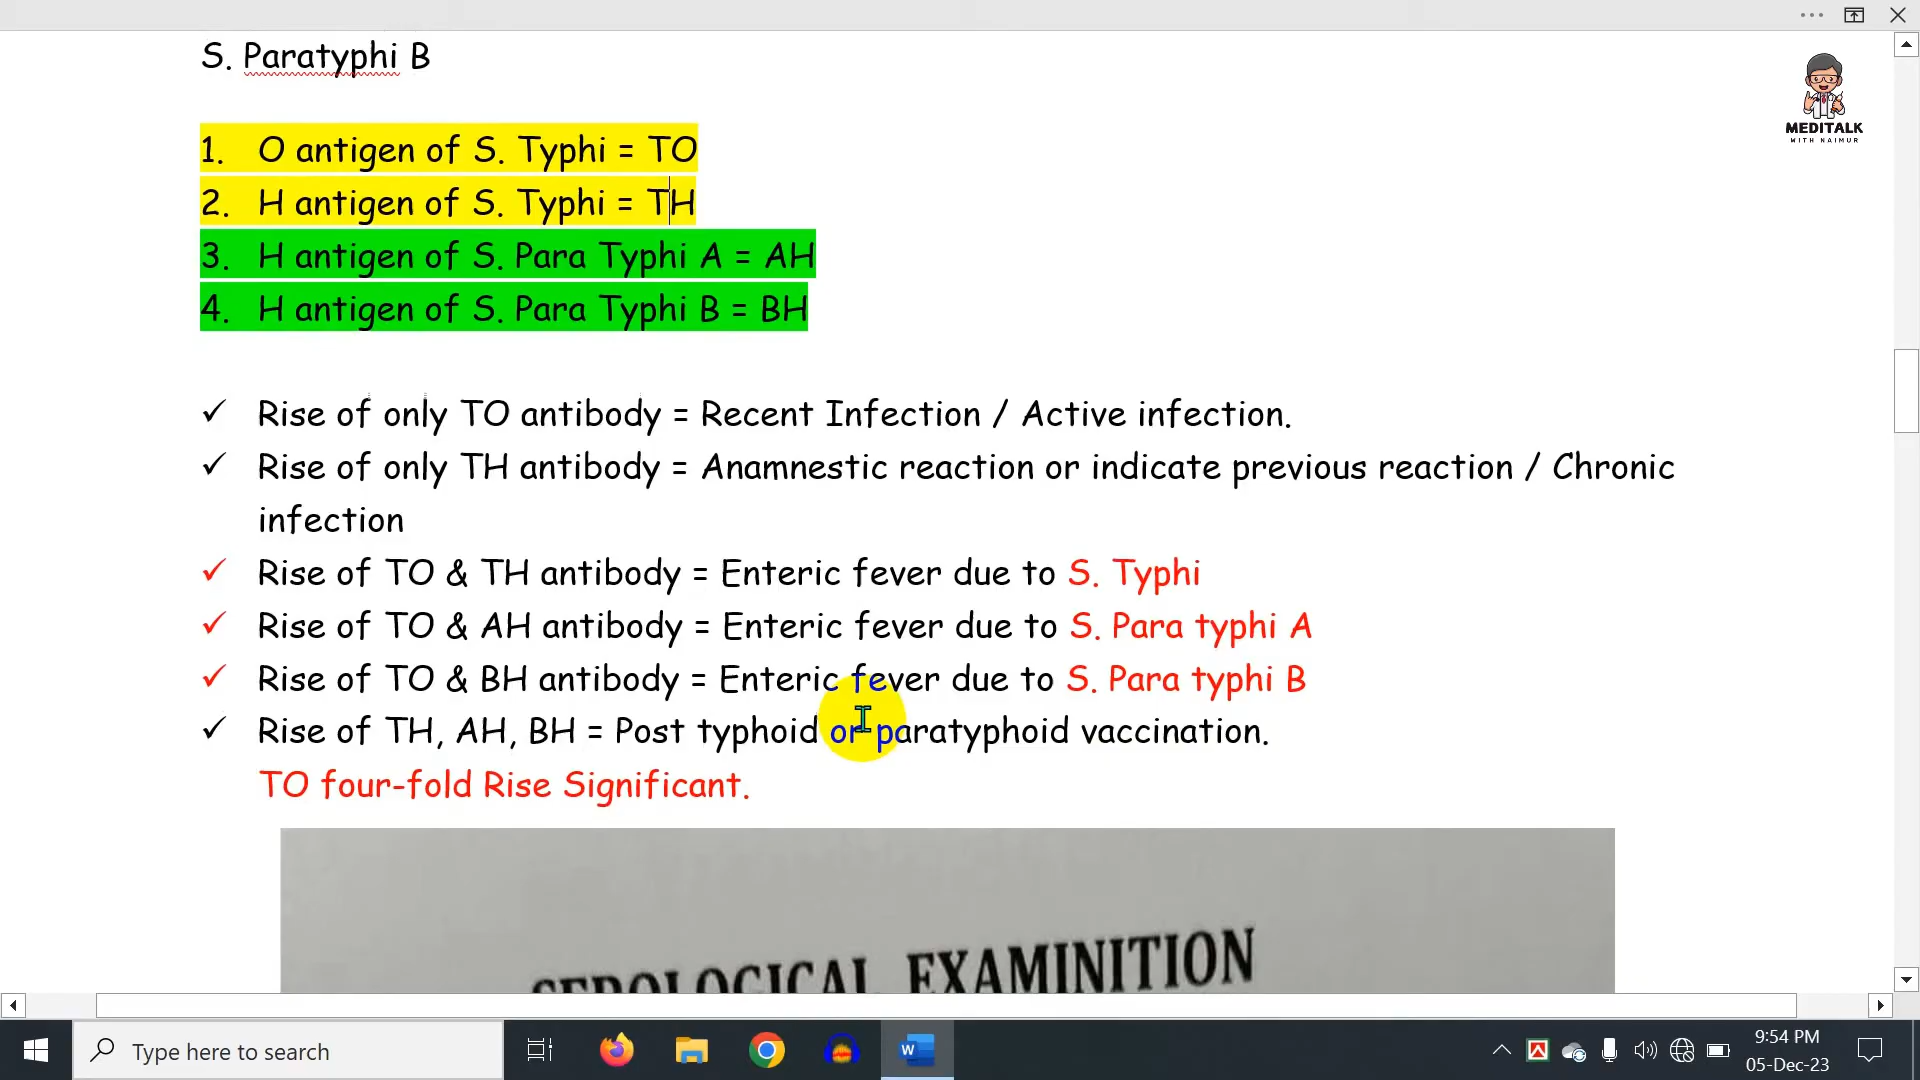 S. Paratyphi B
MEDITALK
WITH NAIMUR
1. O antigen of S. Typhi = TO
2. H antigen of S. Typhi = TH
3. H antigen of S. Para Typhi A = AH
4. H antigen of S. Para Typhi B = BH
✓ Rise of only TO antibody = Recent Infection / Active infection.
✓ Rise of only TH antibody = Anamnestic reaction or indicate previous reaction / Chronic
infection
✓ Rise of TO & TH antibody = Enteric fever due to S. Typhi
✓ Rise of TO & AH antibody = Enteric fever due to S. Para typhi A
✓ Rise of TO & BH antibody = Enteric fever due to S. Para typhi B
✓ Rise of TH, AH, BH = Post typhoid or paratyphoid vaccination.
TO four-fold Rise Significant.
SEROLOGICAL EXAMINITION
Type here to search
9:54 PM
05-Dec-23